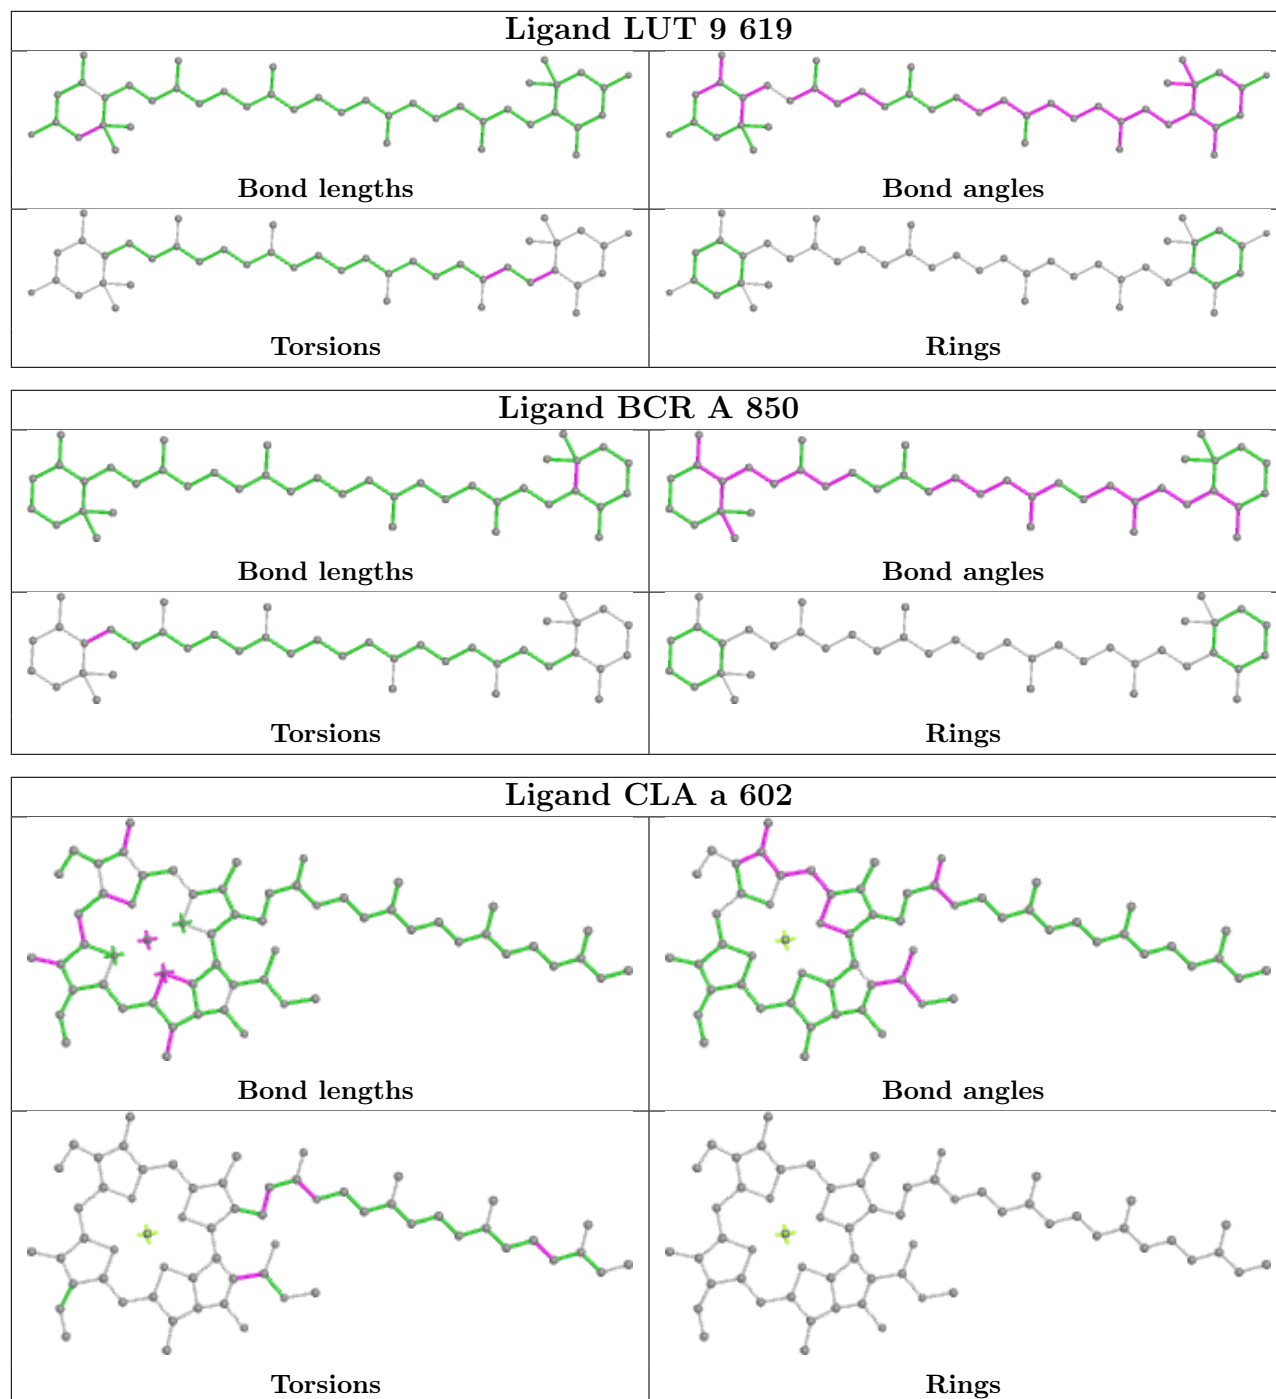 Ligand LUT 9 619
Bond lengths
Bond angles
Torsions
Rings
Ligand BCR A 850
Bond lengths
Bond angles
Torsions
Rings
Ligand CLA a 602
Bond lengths
Bond angles
Torsions
Rings